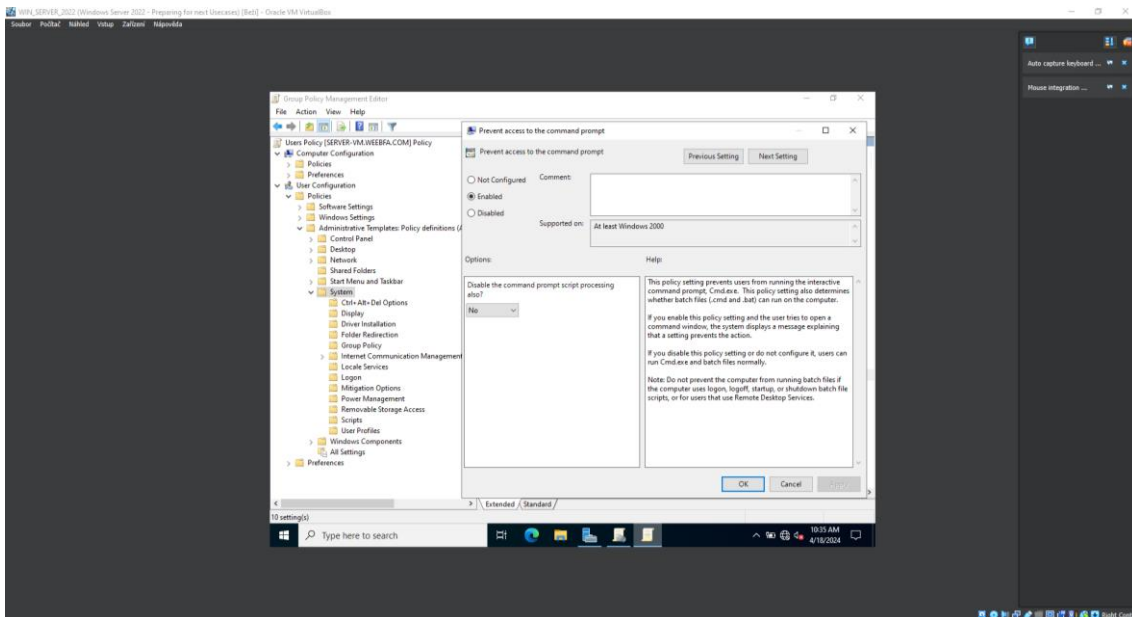 WIN_SERVER_2022 (Windows Server 2022 - Preparing for next Usecases) [Beží] - Oracle VM VirtualBox
Soubor Počítač Náhled Vstup Zařízení Nápověda
Auto capture keyboard ...
Mouse integration ...
Group Policy Management Editor
File Action View Help
Users Policy [SERVER-VM.WEEBFA.COM] Policy
Computer Configuration
Policies
Preferences
User Configuration
Policies
Software Settings
Windows Settings
Administrative Templates: Policy definitions (
Control Panel
Desktop
Network
Shared Folders
Start Menu and Taskbar
System
Ctrl+Alt+Del Options
Display
Driver Installation
Folder Redirection
Group Policy
Internet Communication Management
Locale Services
Logon
Mitigation Options
Power Management
Removable Storage Access
Scripts
User Profiles
Windows Components
All Settings
Preferences
Prevent access to the command prompt
Prevent access to the command prompt
Previous Setting Next Setting
Not Configured Comment:
Enabled
Disabled
Supported on: At least Windows 2000
Options: Help:
Disable the command prompt script processing
also?
No
This policy setting prevents users from running the interactive
command prompt, Cmd.exe. This policy setting also determines
whether batch files (.cmd and .bat) can run on the computer.
If you enable this policy setting and the user tries to open a
command window, the system displays a message explaining
that a setting prevents the action.
If you disable this policy setting or do not configure it, users can
run Cmd.exe and batch files normally.
Note: Do not prevent the computer from running batch files if
the computer uses logon, logoff, startup, or shutdown batch file
scripts, or for users that use Remote Desktop Services.
OK Cancel Apply
Extended Standard
10 setting(s)
Type here to search
10:35 AM
4/18/2024
Right Cont